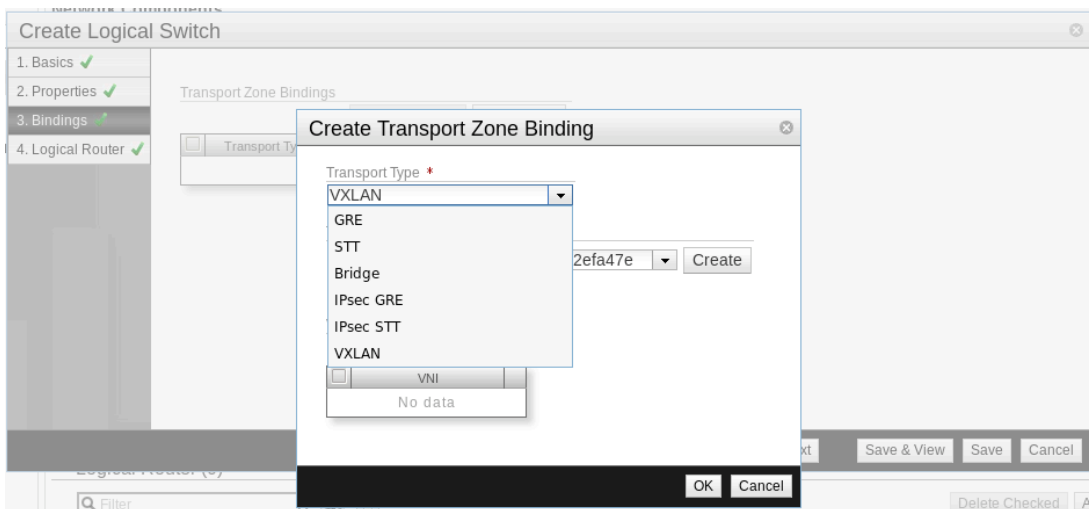 Network Components
Create Logical Switch
1. Basics
2. Properties
3. Bindings
4. Logical Router
Transport Zone Bindings
Transport Ty
Create Transport Zone Binding
Transport Type *
VXLAN
GRE
STT
Bridge
IPsec GRE
IPsec STT
VXLAN
2efa47e
Create
VNI
No data
xt
Save & View
Save
Cancel
OK
Cancel
Filter
Delete Checked